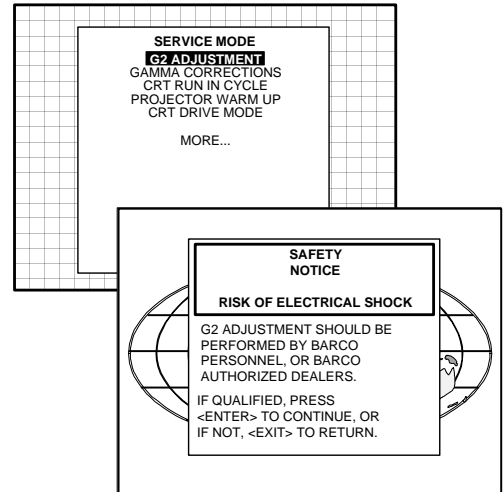 SERVICE MODE
G2 ADJUSTMENT
GAMMA CORRECTIONS
CRT RUN IN CYCLE
PROJECTOR WARM UP
CRT DRIVE MODE
MORE...
SAFETY
NOTICE
RISK OF ELECTRICAL SHOCK
G2 ADJUSTMENT SHOULD BE
PERFORMED BY BARCO
PERSONNEL, OR BARCO
AUTHORIZED DEALERS.
IF QUALIFIED, PRESS
<ENTER> TO CONTINUE, OR
IF NOT, <EXIT> TO RETURN.